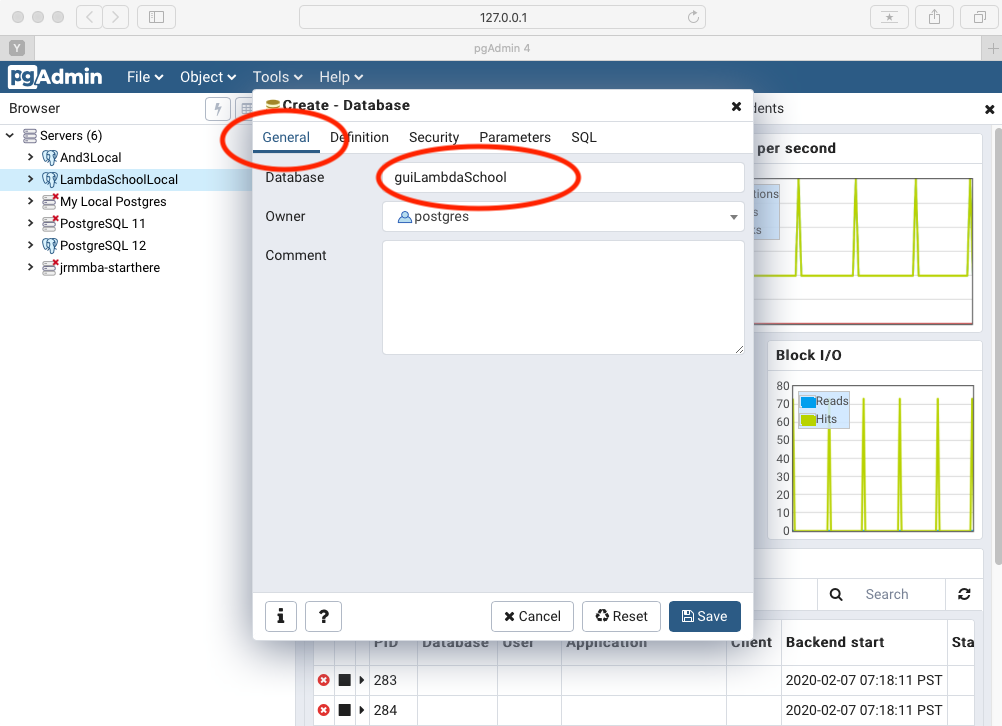 127.0.0.1
Y
pgAdmin 4
pgAdmin File Object Tools Help
Browser
Servers (6)
And3Local
LambdaSchoolLocal
My Local Postgres
PostgreSQL 11
PostgreSQL 12
jrmmba-starthere
Create - Database
General Definition Security Parameters SQL
Database guiLambdaSchool
Owner postgres
Comment
i ? Cancel Reset Save
dents
per second
tions
s
ks
Block I/O
80
70
60
50
40
30
20
10
0
Reads
Hits
Search
PID Database User Application Client Backend start Sta
283 2020-02-07 07:18:11 PST
284 2020-02-07 07:18:11 PST